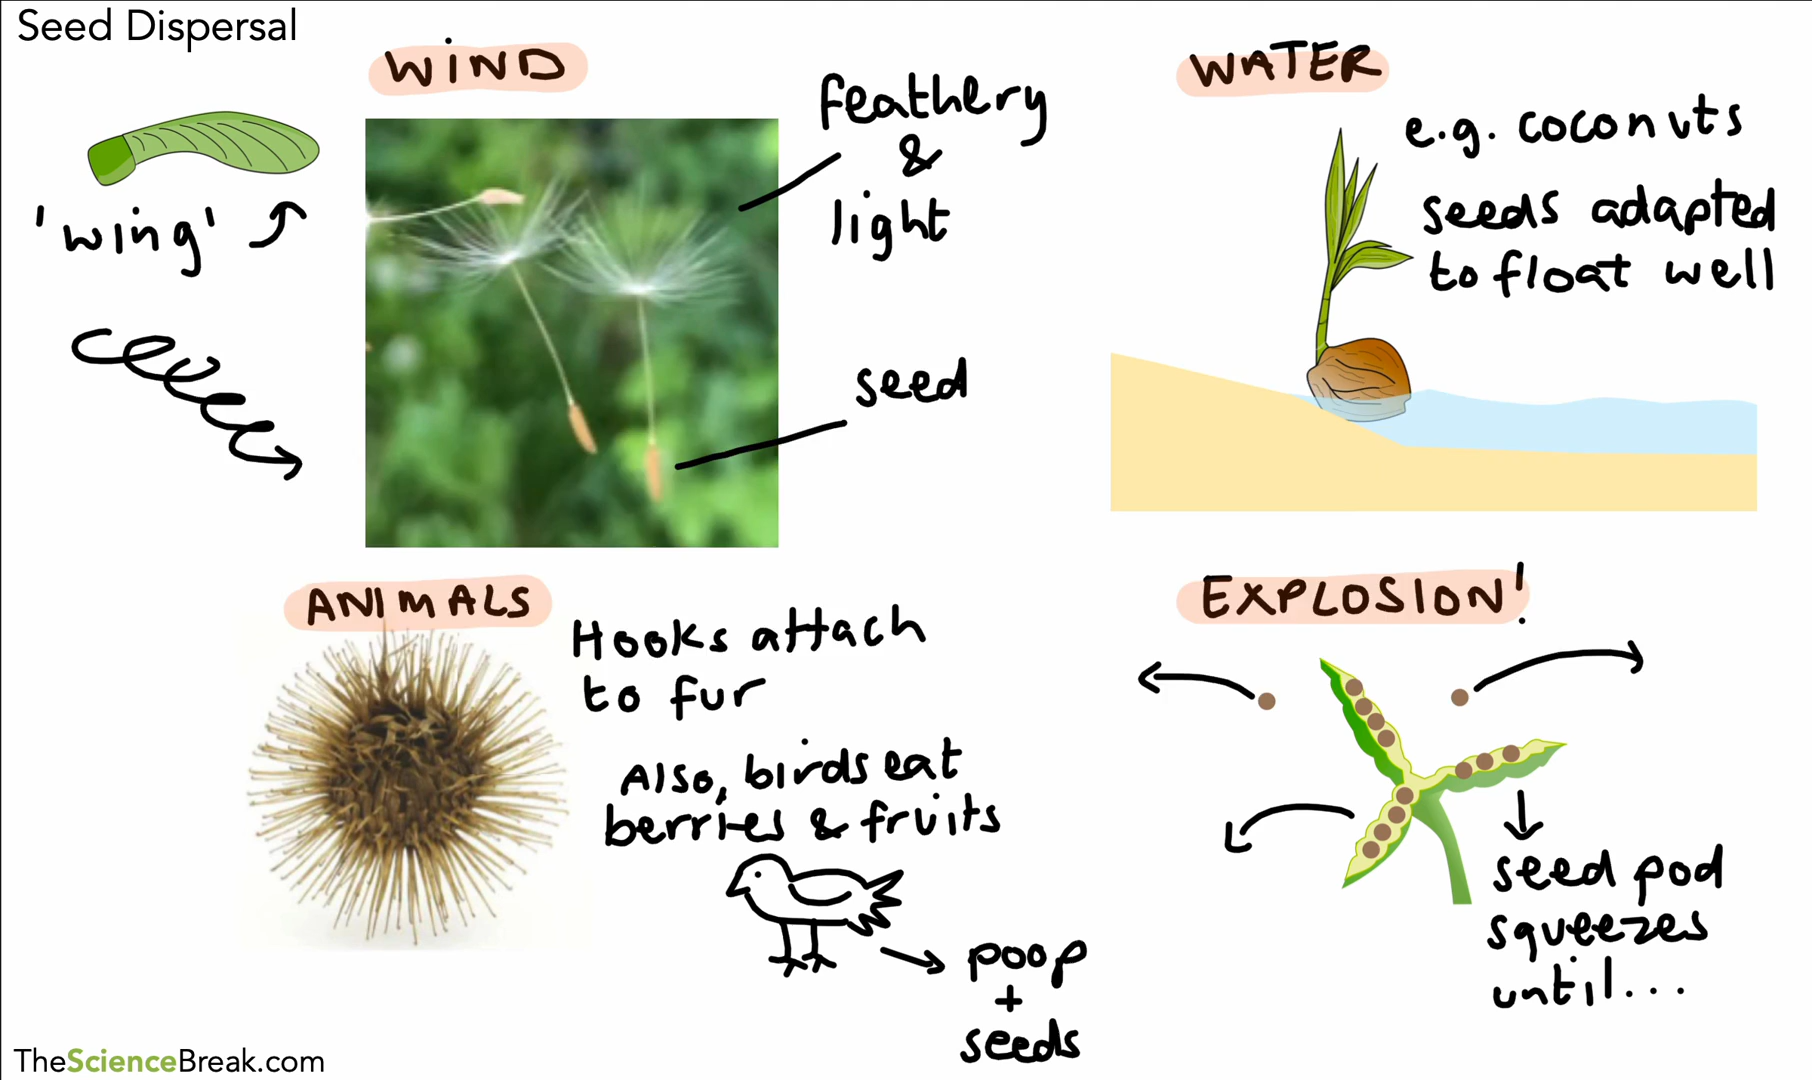 Seed Dispersal
WiND
'wing'
feathery
&
light
seed
WATER
e.g. coconuts
seeds adapted
to float well
ANIMALS
Hooks attach
to fur
Also, birds eat
berries & fruits
poop
+
seeds
EXPLOSION!
seed pod
squeezes
until...
TheScienceBreak.com